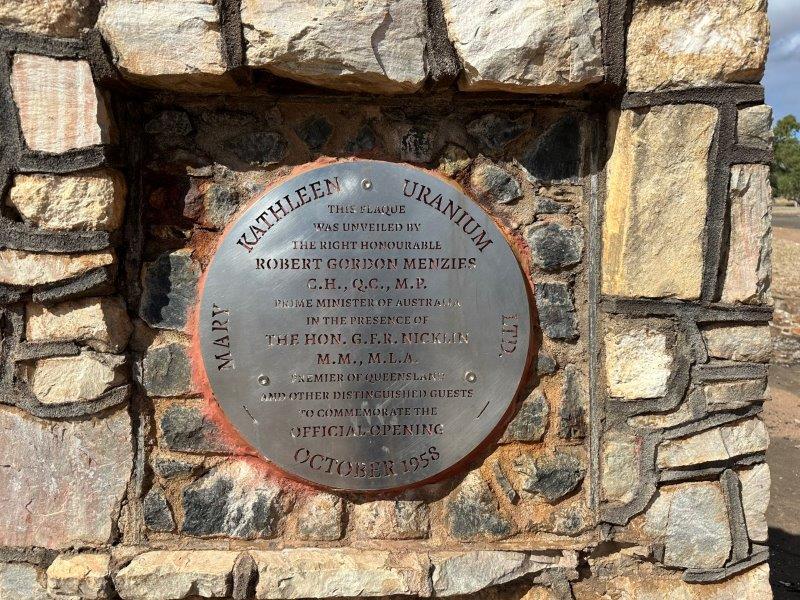 MARY KATHLEEN URANIUM LTD.
THIS PLAQUE
WAS UNVEILED BY
THE RIGHT HONOURABLE
ROBERT GORDON MENZIES
C.H., Q.C., M.P.
PRIME MINISTER OF AUSTRALIA
IN THE PRESENCE OF
THE HON. G.F.R. NICKLIN
M.M., M.L.A.
PREMIER OF QUEENSLAND
AND OTHER DISTINGUISHED GUESTS
TO COMMEMORATE THE
OFFICIAL OPENING
OCTOBER 1958